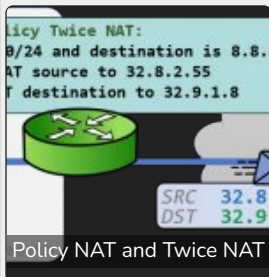 licy Twice NAT:
0/24 and destination is 8.8.
AT source to 32.8.2.55
T destination to 32.9.1.8
SRC 32.8
DST 32.9
Policy NAT and Twice NAT